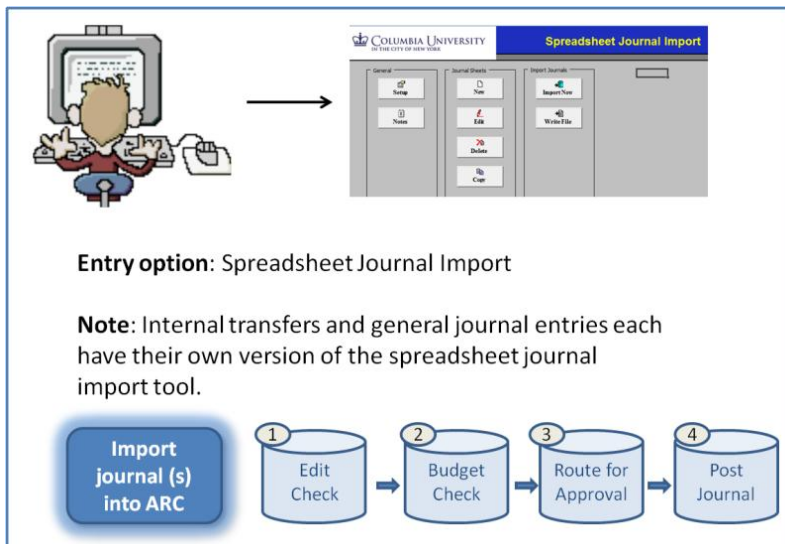 COLUMBIA UNIVERSITY
IN THE CITY OF NEW YORK
Spreadsheet Journal Import
General
Setup
Notes
Journal Sheets
New
Edit
Delete
Copy
Import Journals
Import Now
Write File
Entry option: Spreadsheet Journal Import
Note: Internal transfers and general journal entries each
have their own version of the spreadsheet journal
import tool.
Import
journal (s)
into ARC
1
Edit
Check
2
Budget
Check
3
Route for
Approval
4
Post
Journal